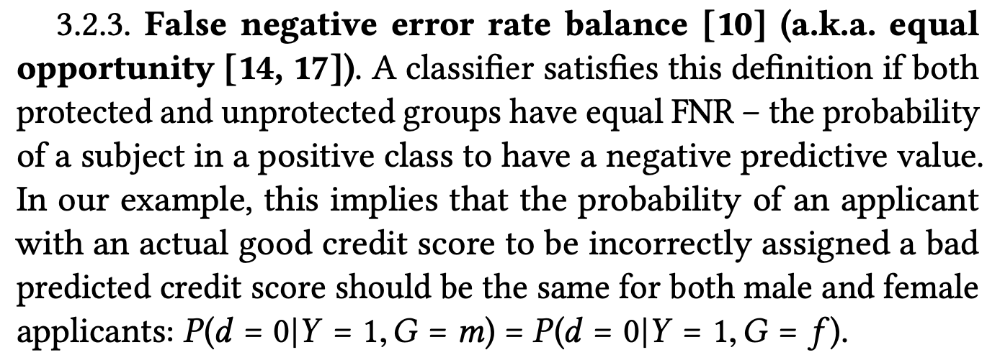 3.2.3. False negative error rate balance [10] (a.k.a. equal
opportunity [14, 17]). A classifier satisfies this definition if both
protected and unprotected groups have equal FNR – the probability
of a subject in a positive class to have a negative predictive value.
In our example, this implies that the probability of an applicant
with an actual good credit score to be incorrectly assigned a bad
predicted credit score should be the same for both male and female
applicants: P(d = 0|Y = 1, G = m) = P(d = 0|Y = 1, G = f).